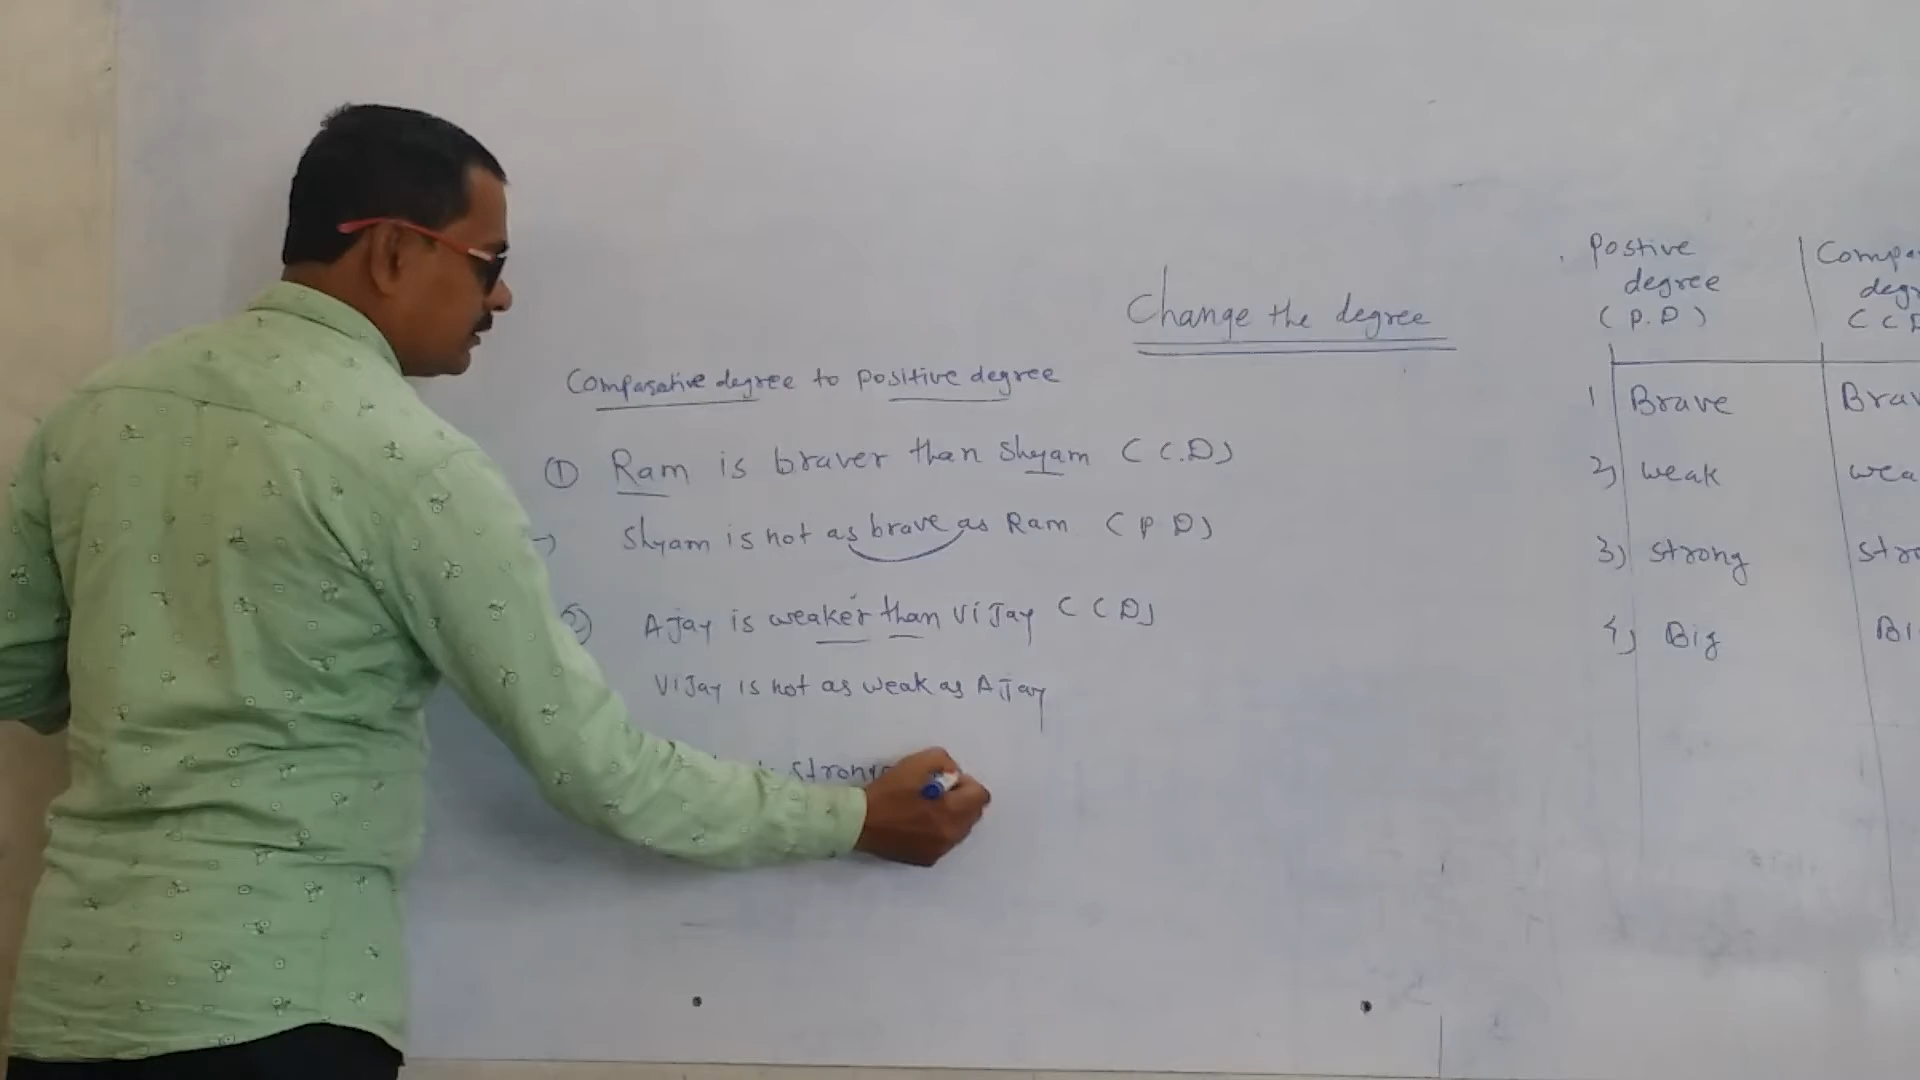 Change the degree
Comparative degree to positive degree
① Ram is braver than Shyam (C.D)
→ Shyam is not as brave as Ram (P.D)
② Ajay is weaker than Vijay (CD)
Vijay is not as weak as Ajay
Postive
degree
(P.D)
1 Brave
2) weak
3) strong
4) Big